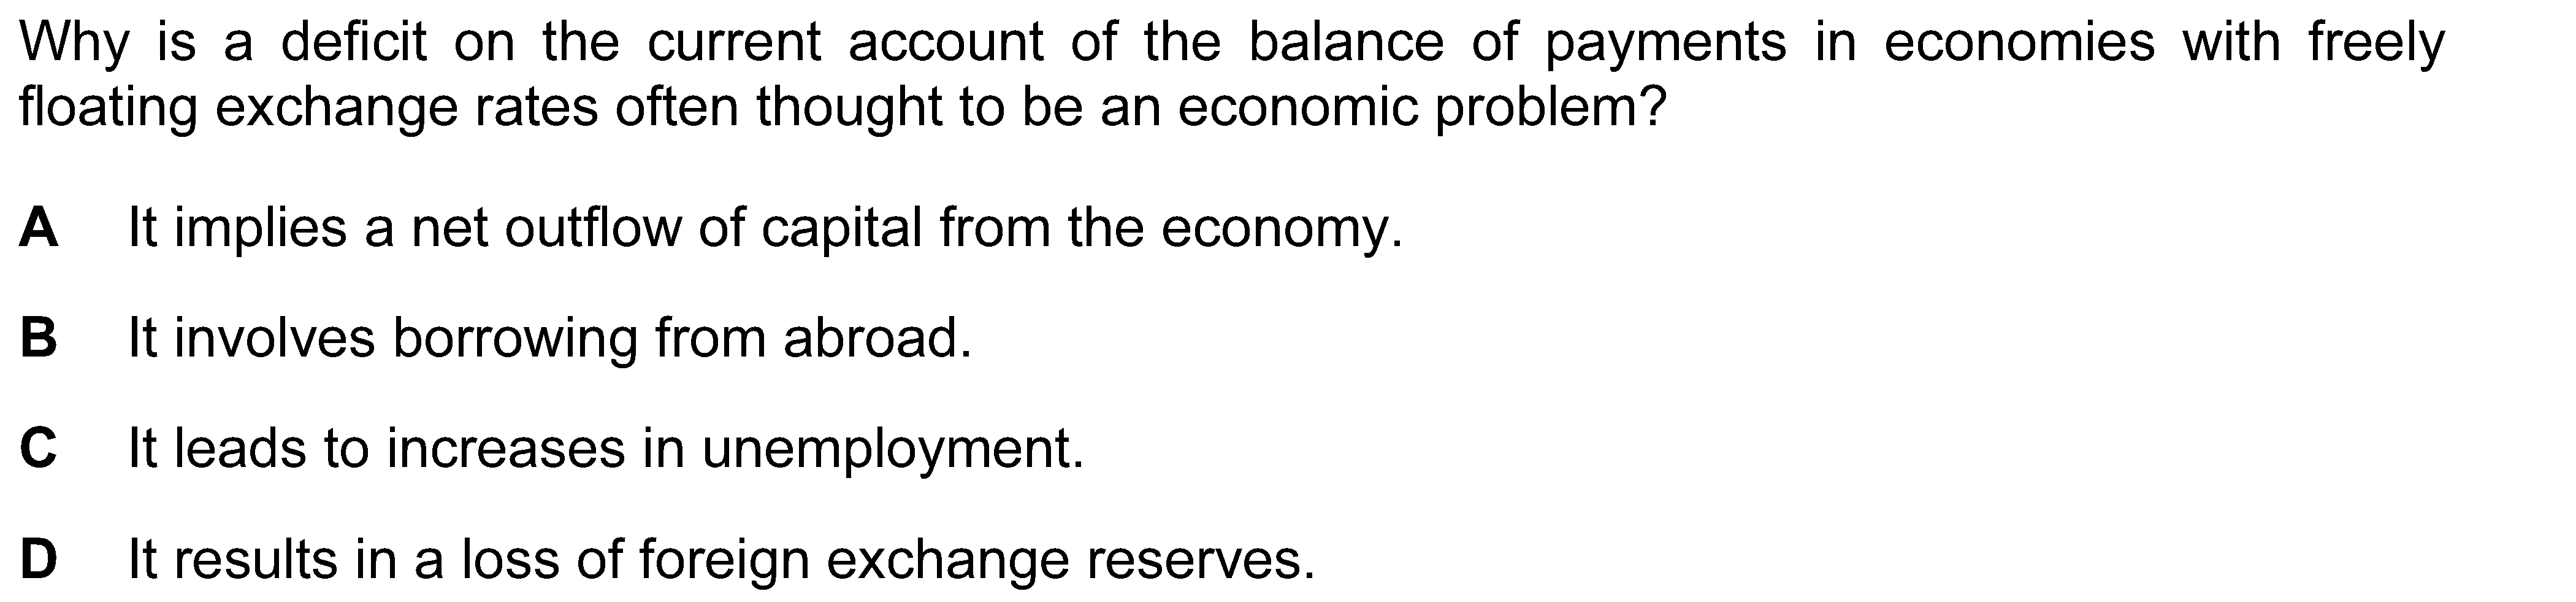 Why is a deficit on the current account of the balance of payments in economies with freely
floating exchange rates often thought to be an economic problem?
A It implies a net outflow of capital from the economy.
B It involves borrowing from abroad.
C It leads to increases in unemployment.
D It results in a loss of foreign exchange reserves.